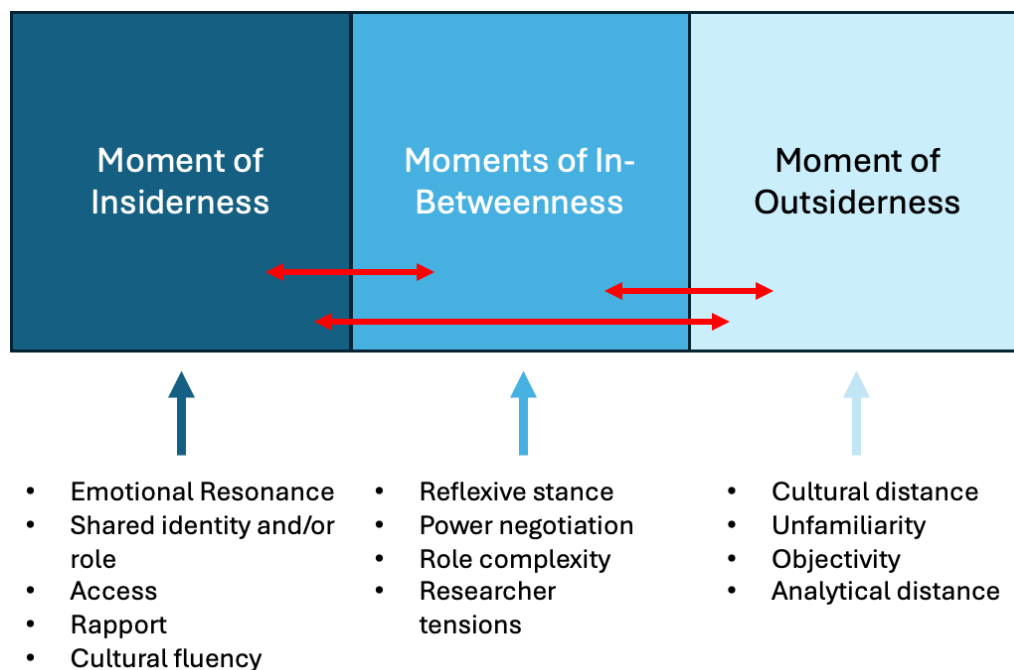 Moment of
Insiderness
Moments of In-
Betweenness
Moment of
Outsiderness
• Emotional Resonance
• Shared identity and/or
role
• Access
• Rapport
• Cultural fluency
• Reflexive stance
• Power negotiation
• Role complexity
• Researcher
tensions
• Cultural distance
• Unfamiliarity
• Objectivity
• Analytical distance